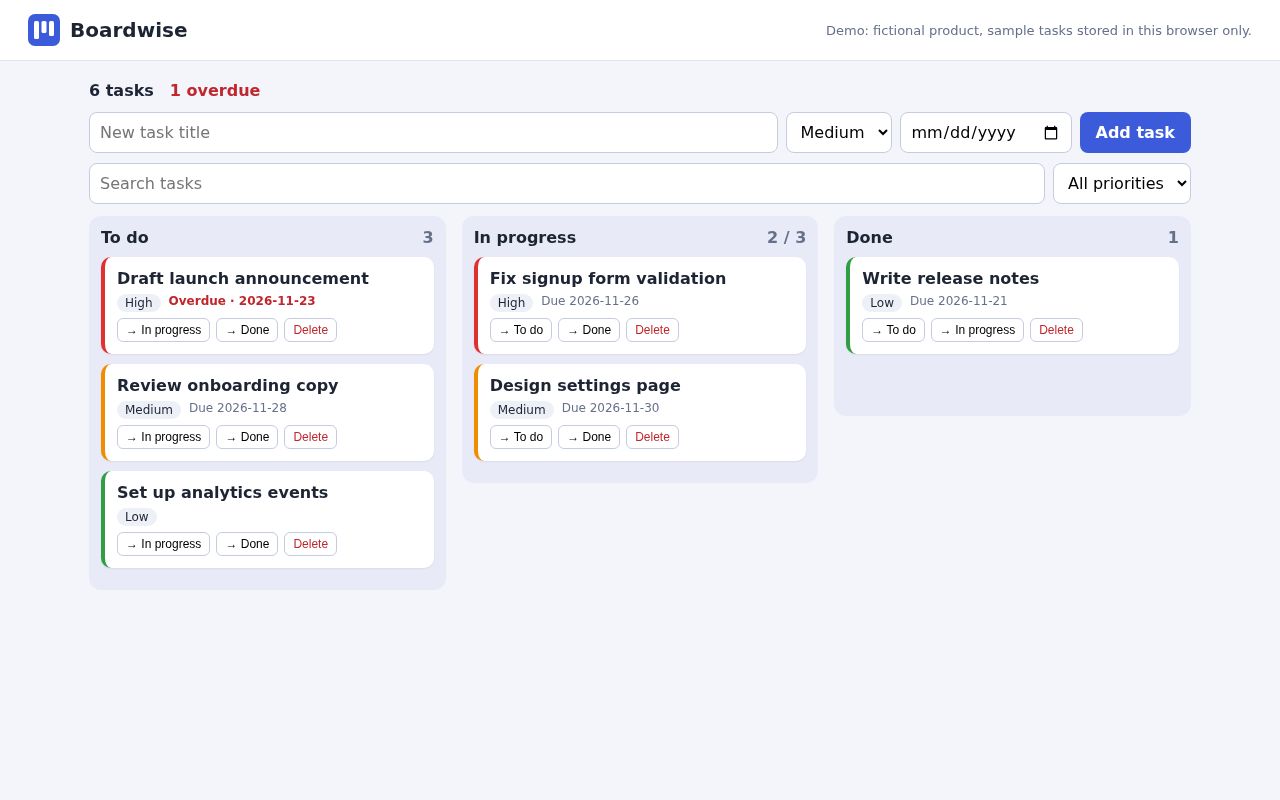 Boardwise
Demo: fictional product, sample tasks stored in this browser only.
6 tasks 1 overdue
New task title
Medium
mm/dd/yyyy
Add task
Search tasks
All priorities
To do 3
Draft launch announcement
High Overdue · 2026-11-23
→ In progress → Done Delete
Review onboarding copy
Medium Due 2026-11-28
→ In progress → Done Delete
Set up analytics events
Low
→ In progress → Done Delete
In progress 2 / 3
Fix signup form validation
High Due 2026-11-26
→ To do → Done Delete
Design settings page
Medium Due 2026-11-30
→ To do → Done Delete
Done 1
Write release notes
Low Due 2026-11-21
→ To do → In progress Delete